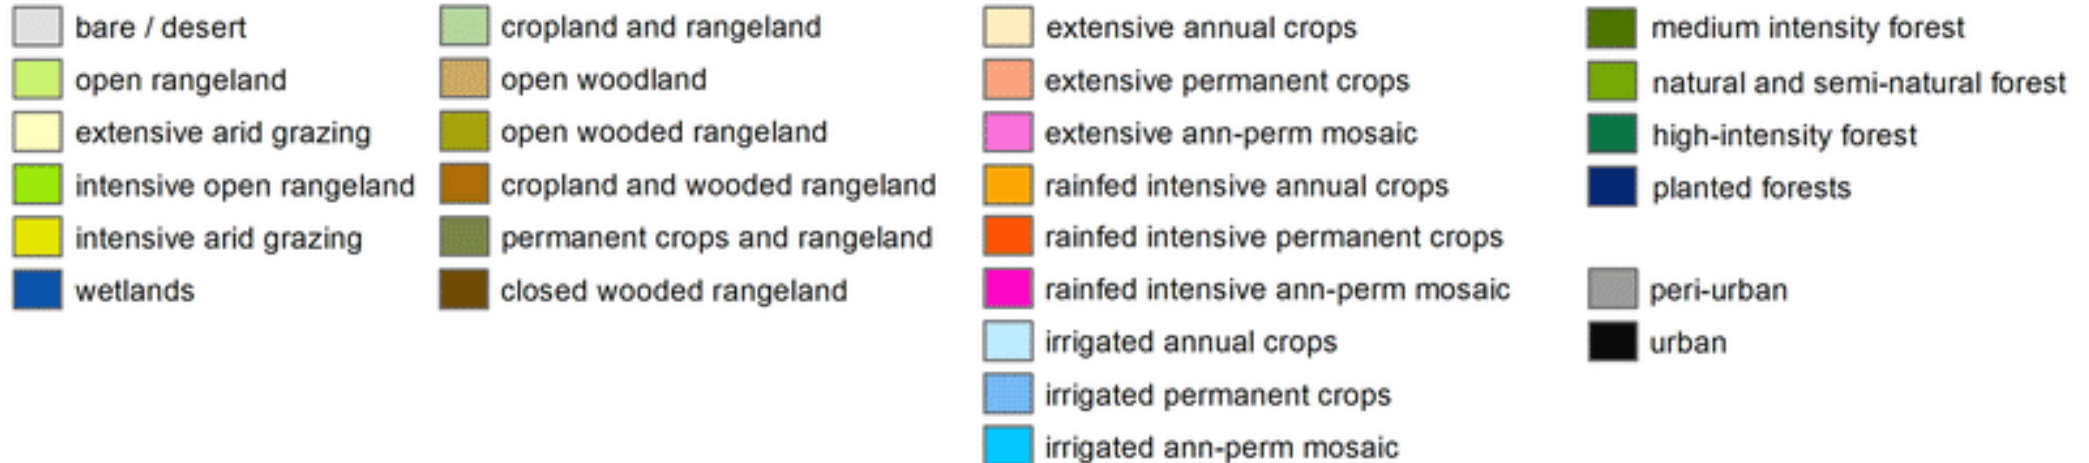 bare / desert
open rangeland
extensive arid grazing
intensive open rangeland
intensive arid grazing
wetlands
cropland and rangeland
open woodland
open wooded rangeland
cropland and wooded rangeland
permanent crops and rangeland
closed wooded rangeland
extensive annual crops
extensive permanent crops
extensive ann-perm mosaic
rainfed intensive annual crops
rainfed intensive permanent crops
rainfed intensive ann-perm mosaic
irrigated annual crops
irrigated permanent crops
irrigated ann-perm mosaic
medium intensity forest
natural and semi-natural forest
high-intensity forest
planted forests
peri-urban
urban